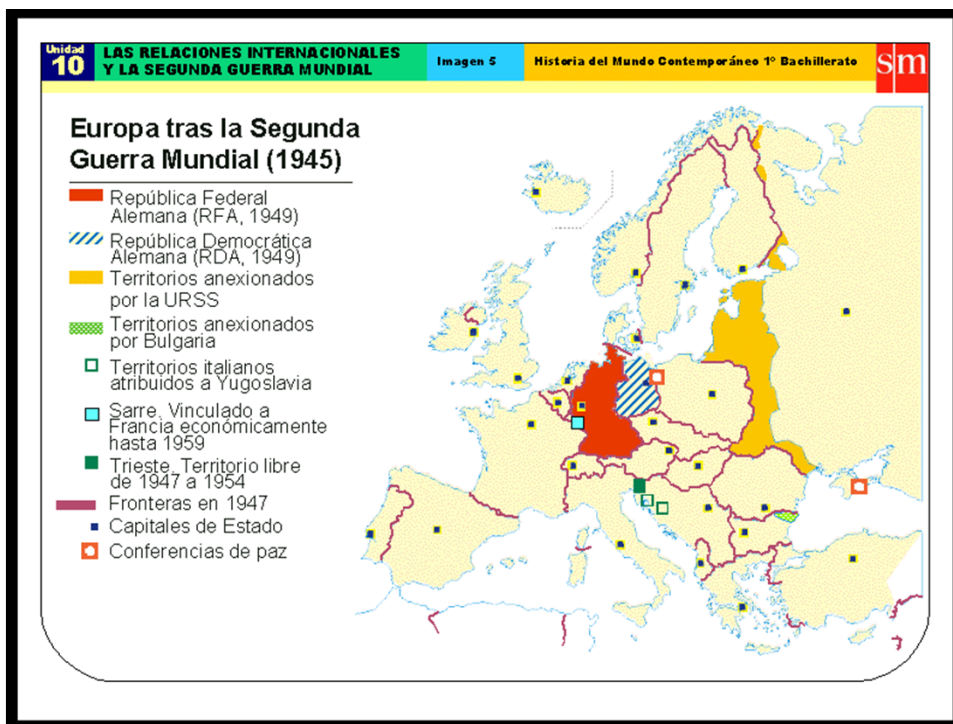 Unidad
10
LAS RELACIONES INTERNACIONALES
Y LA SEGUNDA GUERRA MUNDIAL
Imagen 5
Historia del Mundo Contemporáneo 1º Bachillerato
sm
Europa tras la Segunda
Guerra Mundial (1945)
República Federal
Alemana (RFA, 1949)
República Democrática
Alemana (RDA, 1949)
Territorios anexionados
por la URSS
Territorios anexionados
por Bulgaria
Territorios italianos
atribuidos a Yugoslavia
Sarre, Vinculado a
Francia económicamente
hasta 1959
Trieste, Territorio libre
de 1947 a 1954
Fronteras en 1947
Capitales de Estado
Conferencias de paz